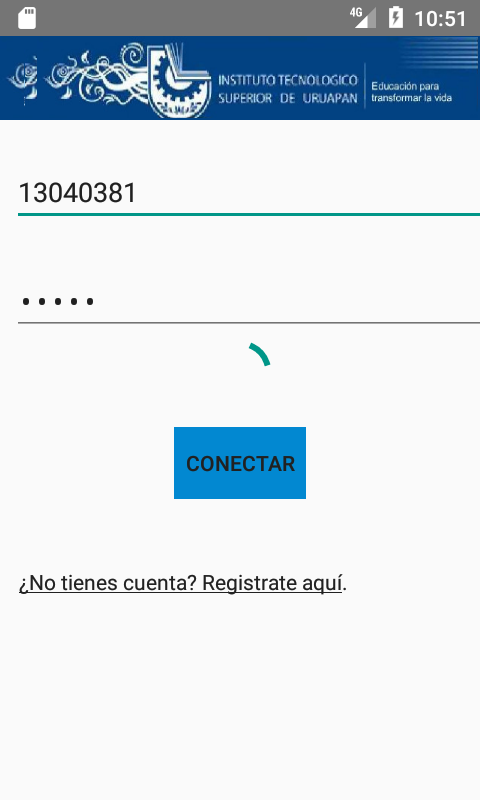 4G 10:51
INSTITUTO TECNOLOGICO
SUPERIOR DE URUAPAN
Educación para
transformar la vida
13040381
•••••
CONECTAR
¿No tienes cuenta? Registrate aquí.